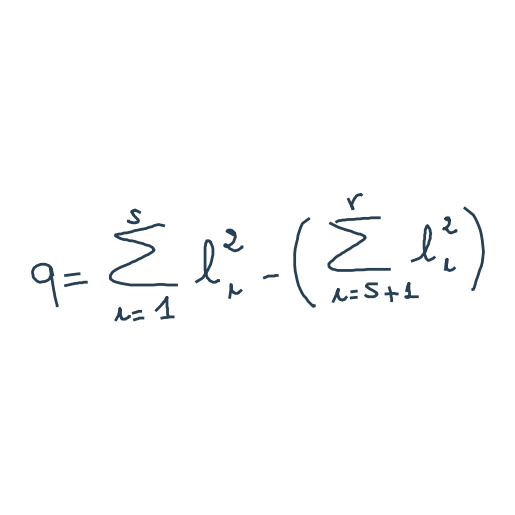 $q = \sum_{i=1}^{s} l_i^2 - \left( \sum_{i=s+1}^{r} l_i^2 \right)$